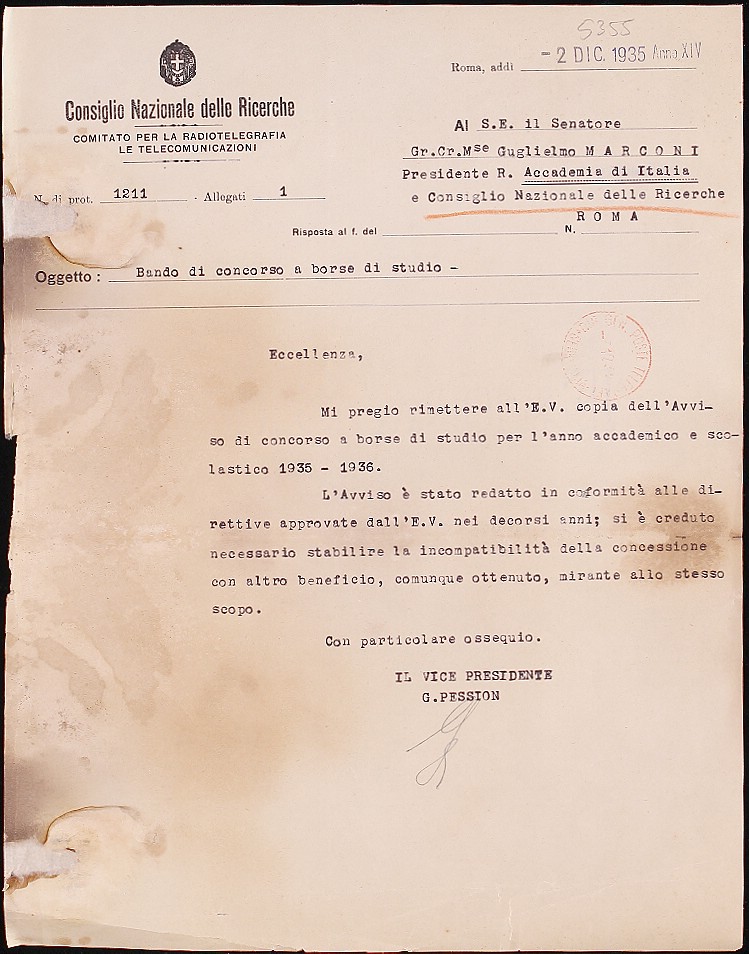 5355
Roma, addì - 2 DIC. 1935 Anno XIV
Consiglio Nazionale delle Ricerche
COMITATO PER LA RADIOTELEGRAFIA
LE TELECOMUNICAZIONI
N. di prot. 1211 . Allegati 1
Al S.E. il Senatore
Gr.Cr.Mse Guglielmo MARCONI
Presidente R. Accademia di Italia
e Consiglio Nazionale delle Ricerche
ROMA
Risposta al f. del N.
Oggetto : Bando di concorso a borse di studio -
Eccellenza,
Mi pregio rimettere all'E.V. copia dell'Avvi-
so di concorso a borse di studio per l'anno accademico e sco-
lastico 1935 - 1936.
L'Avviso è stato redatto in coformità alle di-
rettive approvate dall'E.V. nei decorsi anni; si è creduto
necessario stabilire la incompatibilità della concessione
con altro beneficio, comunque ottenuto, mirante allo stesso
scopo.
Con particolare ossequio.
IL VICE PRESIDENTE
G.PESSION